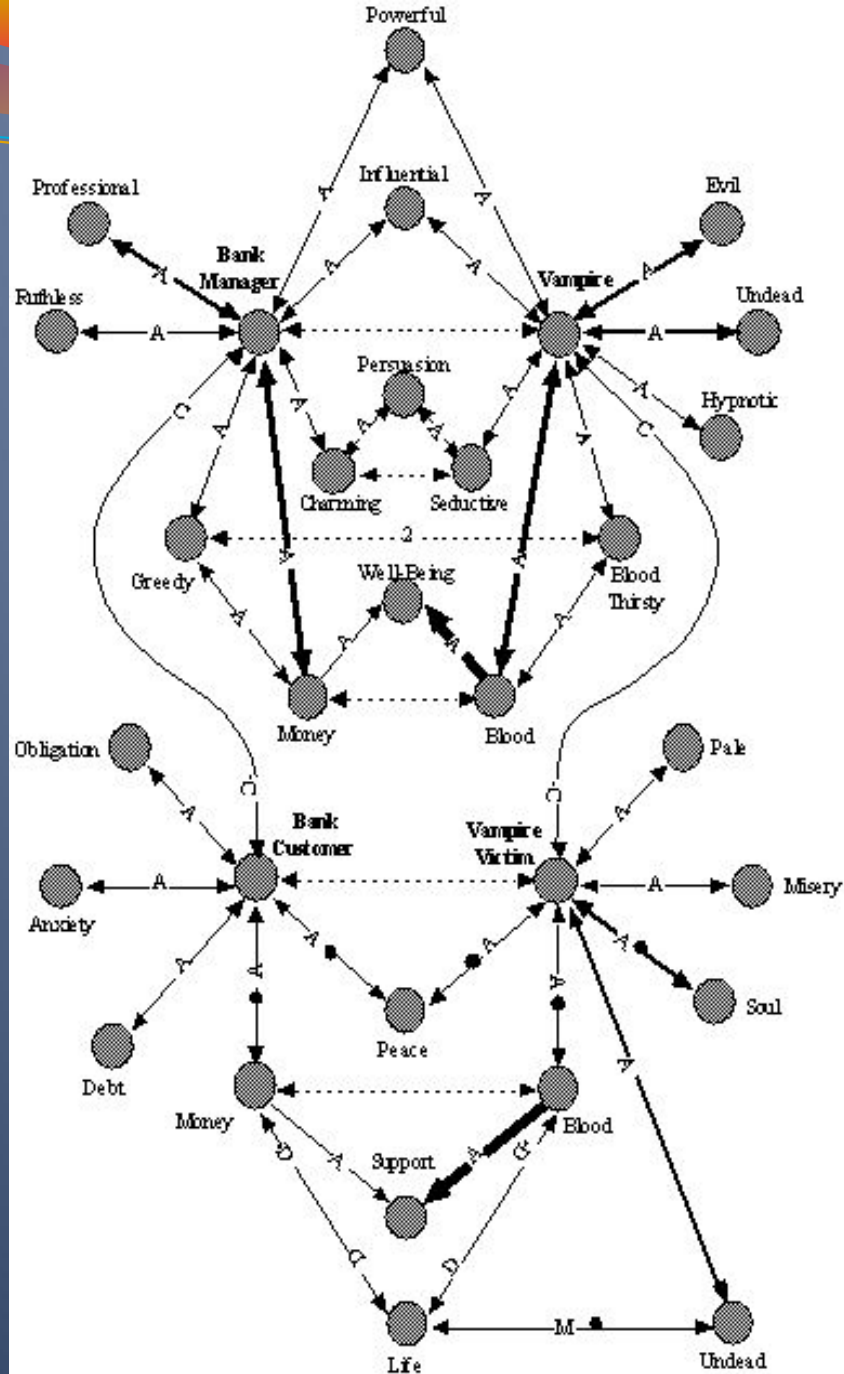 Powerful
A
A
Professional
Influential
Evil
A
Bank
Manager
A
A
Vampire
A
Ruthless
A
Undead
A
Persuasion
C
A
A
A
A
A
Hypnotic
C
A
A
Charming
Seductive
2
Greedy
A
Well-Being
A
Blood
Thirsty
A
A
A
A
Money
Blood
Obligation
Pale
A
C
Bank
Customer
C
Vampire
Victim
A
Anxiety
A
A
Misery
A
A
A
A
A
A
Soul
Debt
Peace
A
Money
Blood
D
A
Support
A
D
D
D
Life
M
Undead